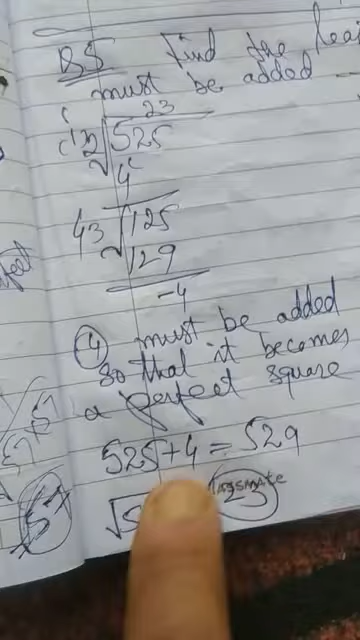 Q5 Find the lea
( must be added
23
2 525
4
43 125
129
-4
4 must be added
so that it becomes
a perfect square
525+4=529
classmate